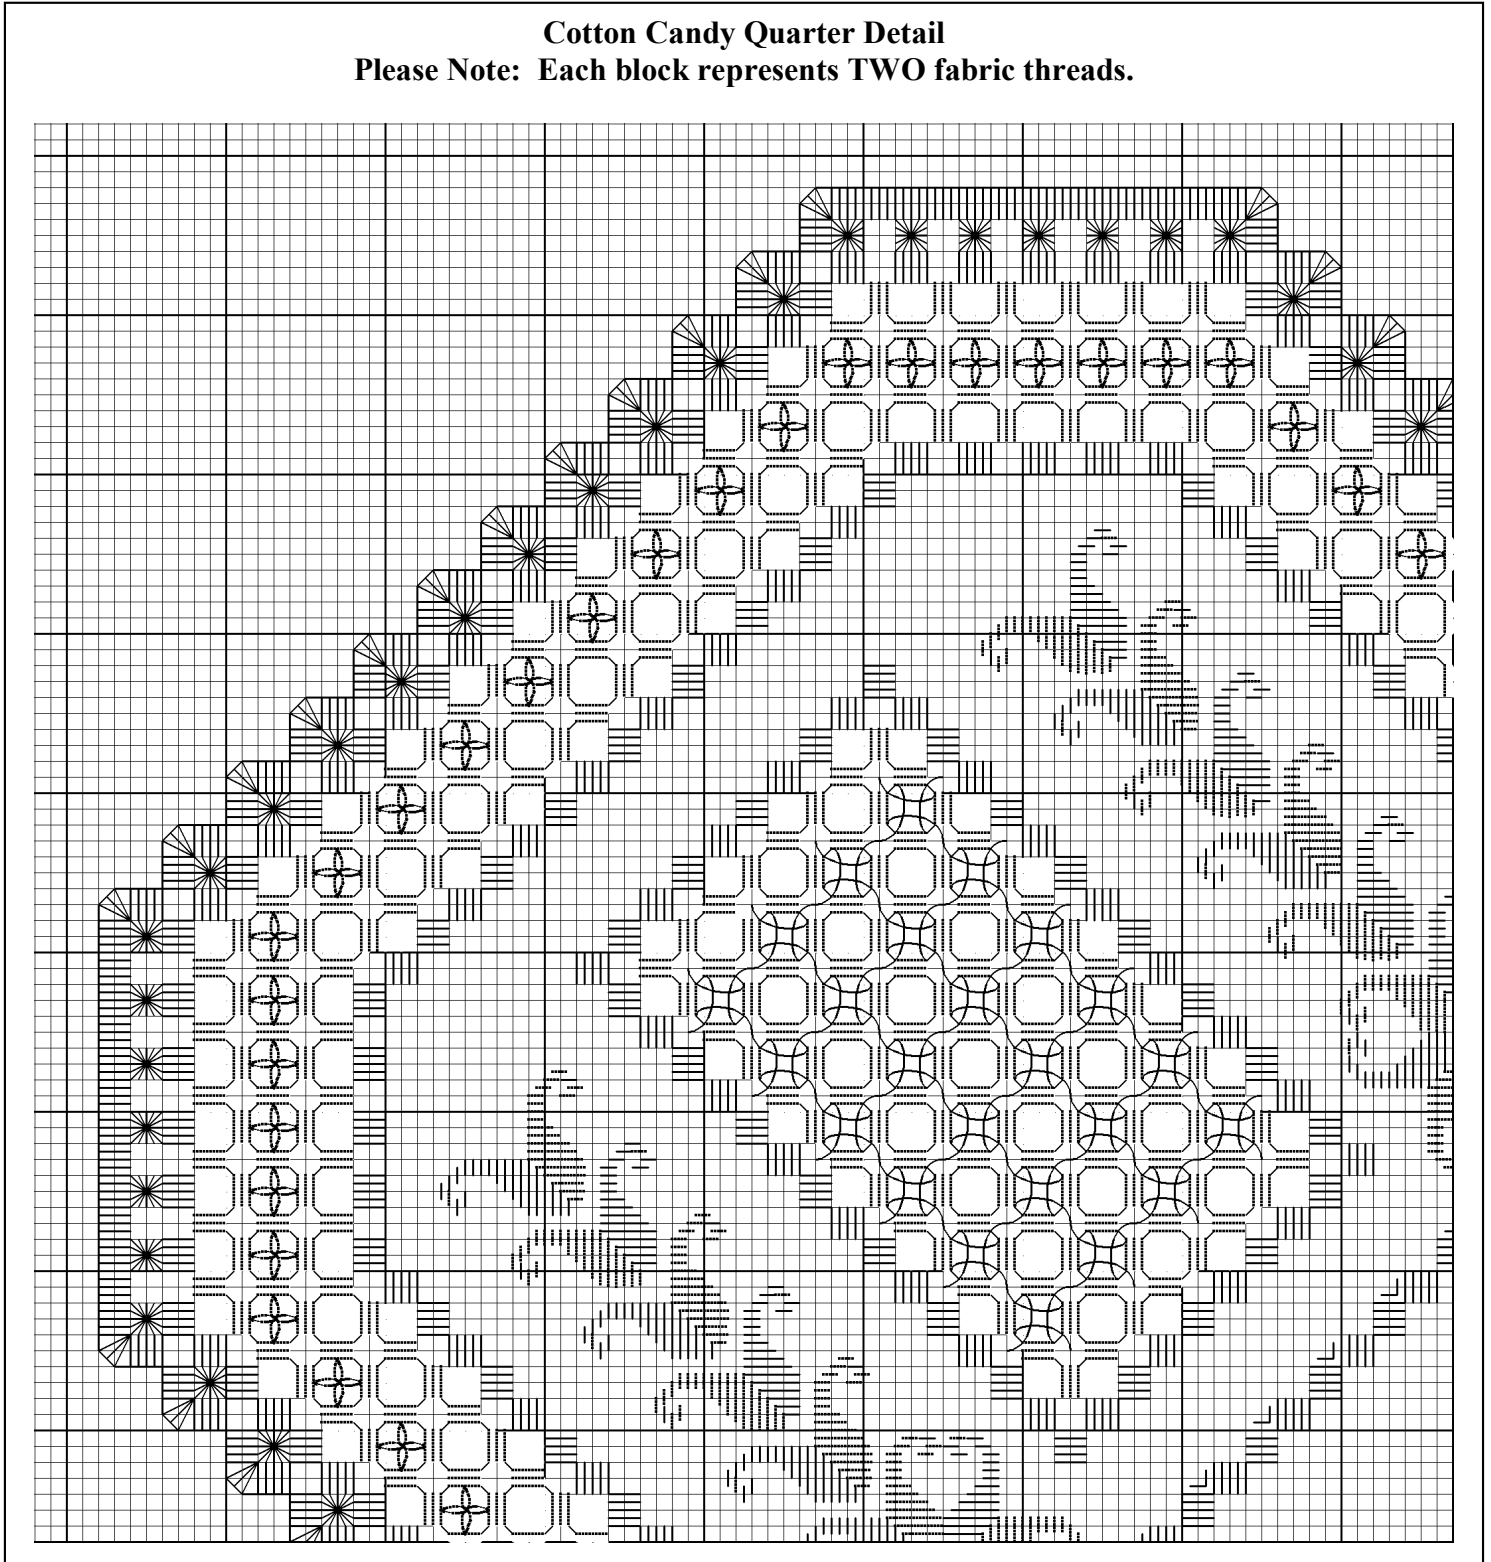 Cotton Candy Quarter Detail
Please Note:  Each block represents TWO fabric threads.